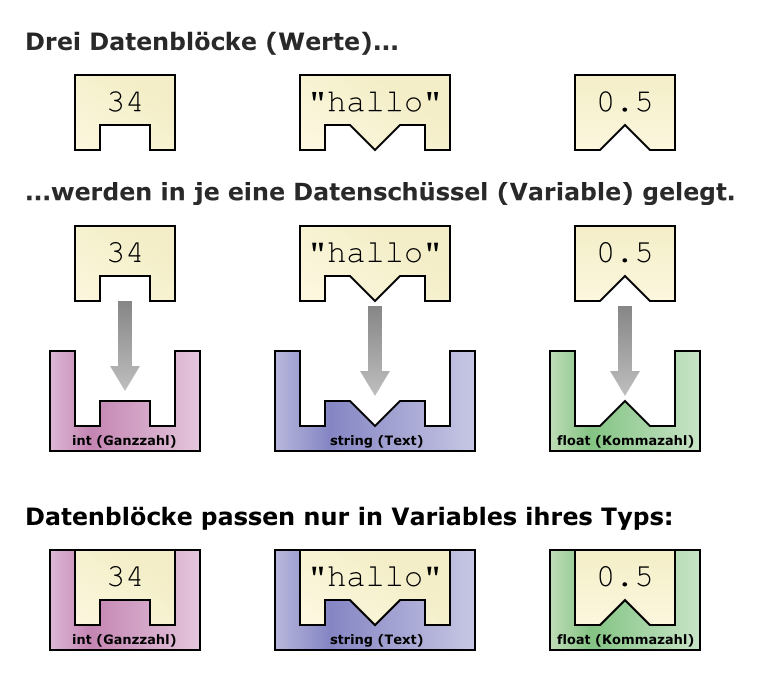 Drei Datenblöcke (Werte)...
34 "hallo" 0.5
...werden in je eine Datenschüssel (Variable) gelegt.
34 "hallo" 0.5
int (Ganzzahl) string (Text) float (Kommazahl)
Datenblöcke passen nur in Variables ihres Typs:
34 "hallo" 0.5
int (Ganzzahl) string (Text) float (Kommazahl)